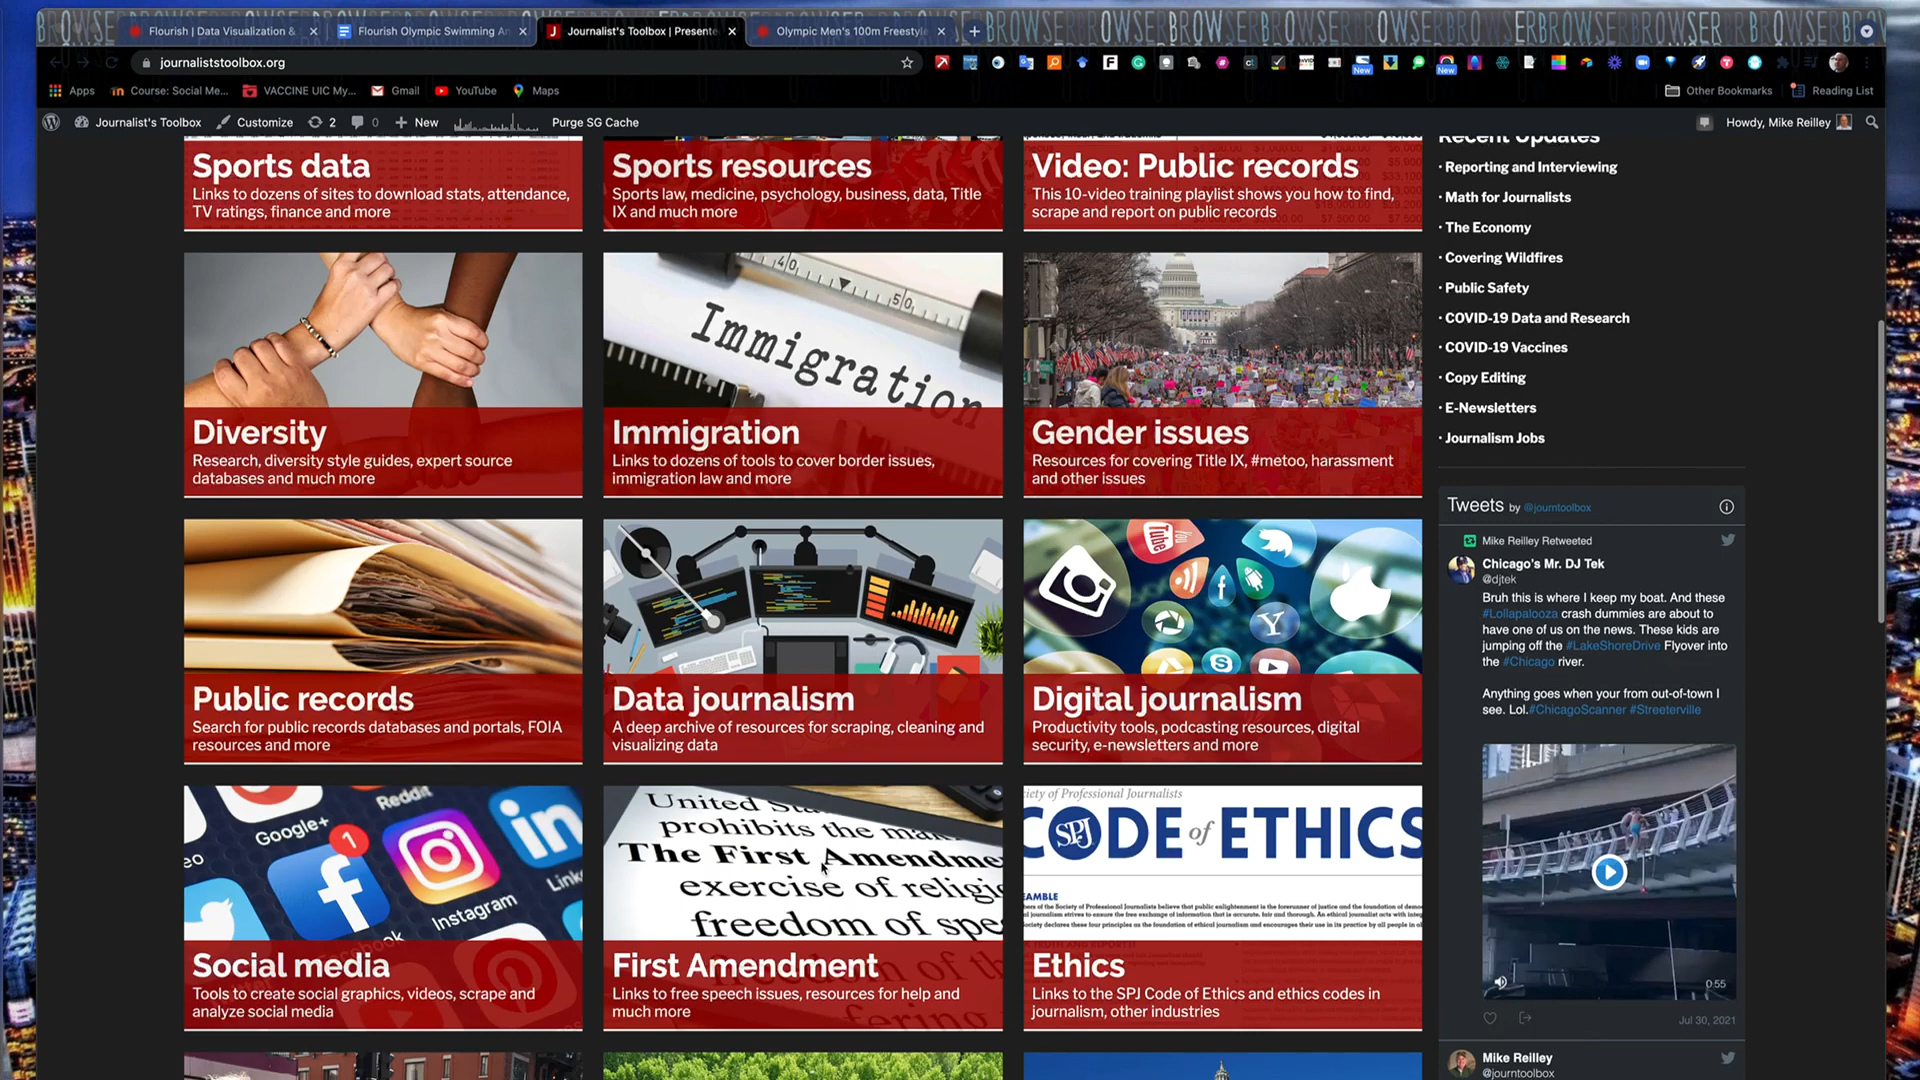 BROWSER
Flourish | Data Visualization &
Flourish Olympic Swimming An
Journalist's Toolbox | Presente
Olympic Men's 100m Freestyle
journaliststoolbox.org
Apps
Course: Social Me...
VACCINE UIC My...
Gmail
YouTube
Maps
Other Bookmarks
Reading List
Journalist's Toolbox
Customize
2
0
New
Purge SG Cache
Howdy, Mike Reilley
Sports data
Links to dozens of sites to download stats, attendance,
TV ratings, finance and more
Sports resources
Sports law, medicine, psychology, business, data, Title
IX and much more
Video: Public records
This 10-video training playlist shows you how to find,
scrape and report on public records
Recent Updates
· Reporting and Interviewing
· Math for Journalists
· The Economy
· Covering Wildfires
· Public Safety
· COVID-19 Data and Research
· COVID-19 Vaccines
· Copy Editing
· E-Newsletters
· Journalism Jobs
Diversity
Research, diversity style guides, expert source
databases and much more
40
50
Immigration
Immigration
Links to dozens of tools to cover border issues,
immigration law and more
Gender issues
Resources for covering Title IX, #metoo, harassment
and other issues
Tweets by @journtoolbox
Mike Reilley Retweeted
Chicago's Mr. DJ Tek
@djtek
Bruh this is where I keep my boat. And these
#Lollapalooza crash dummies are about to
have one of us on the news. These kids are
jumping off the #LakeShoreDrive Flyover into
the #Chicago river.
Anything goes when your from out-of-town I
see. Lol.#ChicagoScanner #Streeterville
0:55
Jul 30, 2021
Mike Reilley
@journtoolbox
Public records
Search for public records databases and portals, FOIA
resources and more
Data journalism
A deep archive of resources for scraping, cleaning and
visualizing data
You
Tube
Digital journalism
Productivity tools, podcasting resources, digital
security, e-newsletters and more
Reddit
Google+
1
Instagram
Link
Facebook
Social media
Tools to create social graphics, videos, scrape and
analyze social media
United Sta
prohibits the ma
The First Amendme
exercise of religi
freedom of spe
First Amendment
Links to free speech issues, resources for help and
much more
ciety of Professional Journalists
CODE of ETHICS
SPJ
EAMBLE
Ethics
Links to the SPJ Code of Ethics and ethics codes in
journalism, other industries